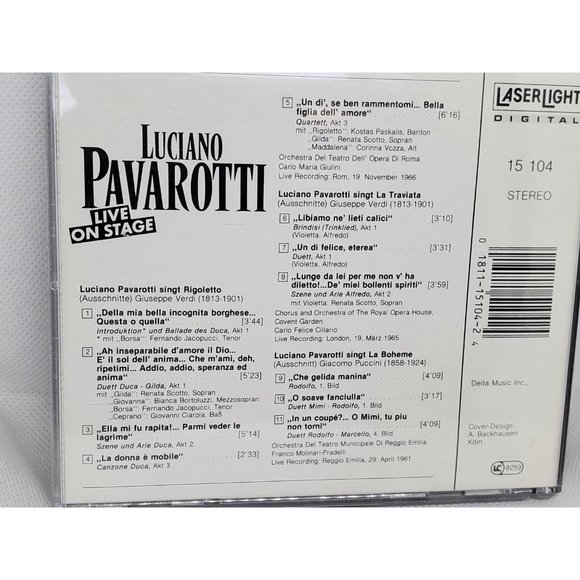 LUCIANO
PAVAROTTI
LIVE
ON STAGE
Luciano Pavarotti singt Rigoletto
(Ausschnitte) Giuseppe Verdi (1813-1901)
1 „Della mia bella incognita borghese...
Questa o quella" [3'44]
Introduktion* und Ballade des Duca, Akt 1
* mit „Borsa": Fernando Jacopucci, Tenor
2 „Ah inseparabile d'amore il Dio...
E' il sol dell' anima... Che m'ami, deh,
ripetimi... Addio, addio, speranza ed
anima" [5'23]
Duett Duca - Gilda, Akt 1
* mit „Gilda": Renata Scotto, Sopran
„Giovanna": Bianca Bortoluzzi, Mezzosopran
„Borsa": Fernando Jacopucci, Tenor
„Ceprano": Giovanni Ciarola, Baß
3 „Ella mi fu rapita!... Parmi veder le
lagrime" [5'14]
Szene und Arie Duca, Akt 2
4 „La donna è mobile" [2'33]
Canzone Duca, Akt 3
5 „Un di', se ben rammentomi... Bella
figlia dell' amore" [6'16]
Quartett, Akt 3
mit „Rigoletto": Kostas Paskalis, Bariton
„Gilda": Renata Scotto, Sopran
„Maddalena": Corinna Vozza, Alt
Orchestra Del Teatro Dell' Opera Di Roma
Carlo Maria Giulini
Live Recording: Rom, 19. November 1966
Luciano Pavarotti singt La Traviata
(Ausschnitte) Giuseppe Verdi (1813-1901)
6 „Libiamo ne' lieti calici" [3'10]
Brindisi (Trinklied), Akt 1
(Violetta, Alfredo)
7 „Un di felice, eterea" [3'31]
Duett, Akt 1
(Violetta, Alfredo)
8 „Lunge da lei per me non v' ha
diletto!...De' miei bollenti spiriti" [3'59]
Szene und Arie Alfredo, Akt 2
mit Violetta: Renata Scotto, Sopran
Chorus and Orchestra of The Royal Opera House,
Covent Garden
Carlo Felice Cillario
Live Recording: London, 19. März 1965
Luciano Pavarotti singt La Boheme
(Ausschnitt) Giacomo Puccini (1858-1924)
9 „Che gelida manina" [4'09]
Rodolfo, 1. Bild
10 „O soave fanciulla" [3'17]
Duett Mimi - Rodolfo, 1. Bild
11 „In un coupé?... O Mimi, tu piu
non torni" [4'09]
Duett Rodolfo - Marcello, 4. Bild
Orchestra Del Teatro Municipale Di Reggio Emilia
Franco Molinari-Pradelli
Live Recording: Reggio Emilia, 29. April 1961
LASERLIGHT
DIGITAL
15 104
STEREO
0 1811-15104-2 4
Delta Music Inc.,
Cover-Design:
A. Backhausen,
Köln
LC 8259